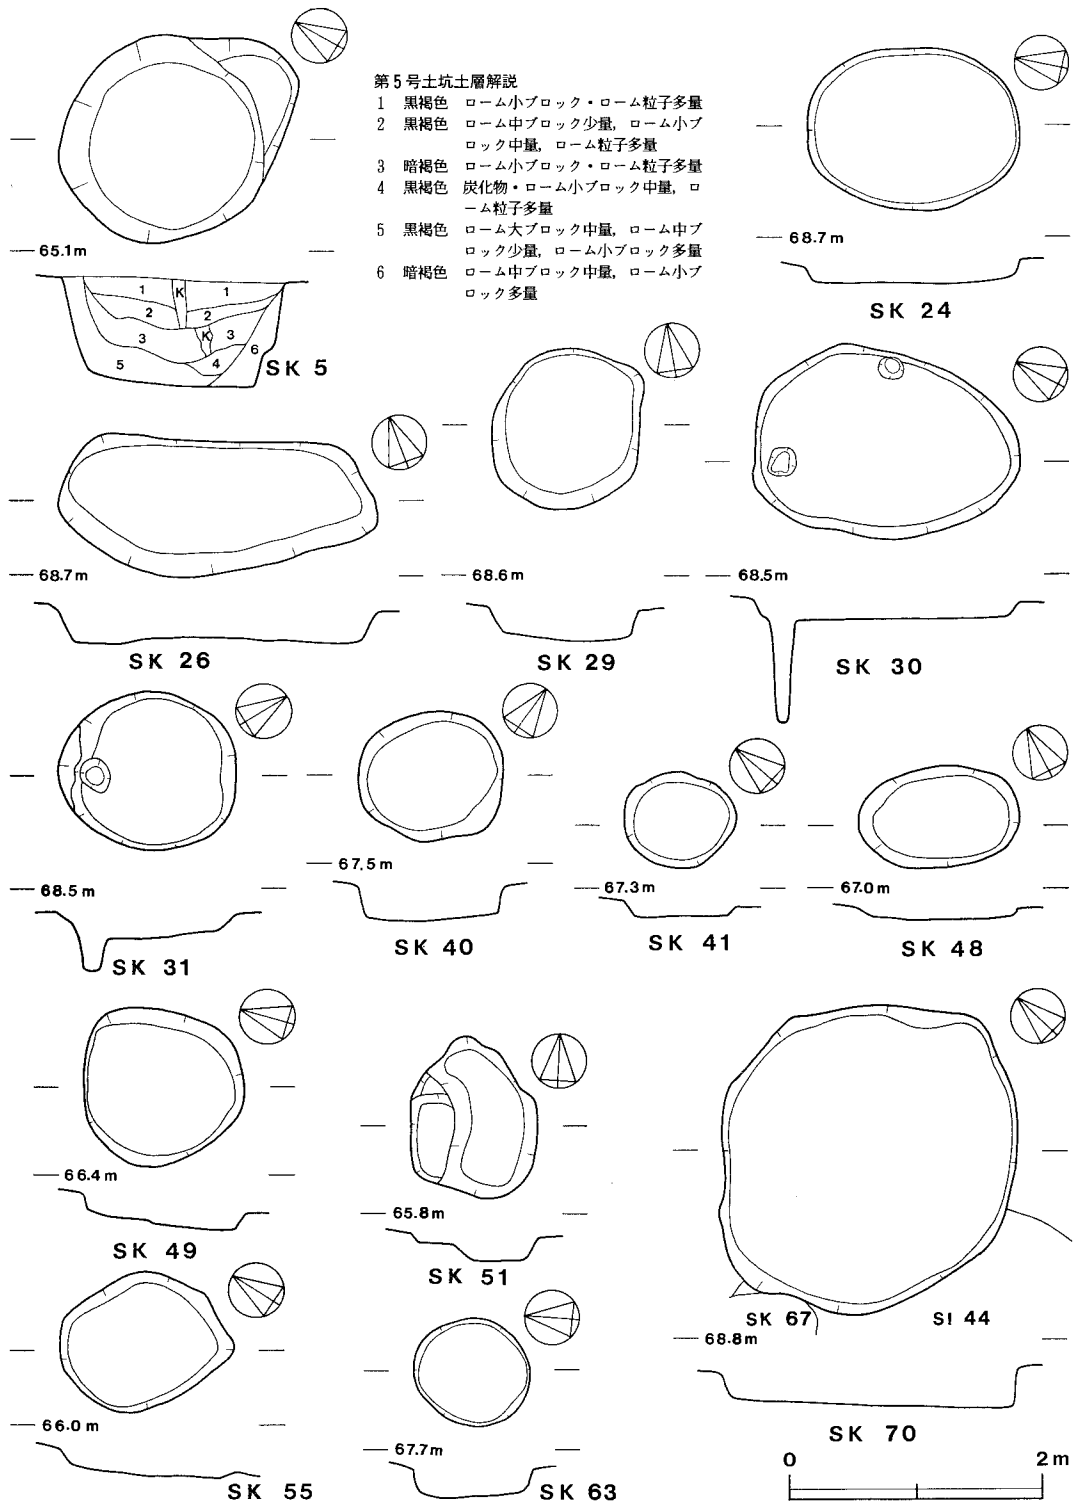 第5号土坑土層解説
1 黒褐色 ローム小ブロック・ローム粒子多量
2 黒褐色 ローム中ブロック少量，ローム小ブ
ロック中量，ローム粒子多量
3 暗褐色 ローム小ブロック・ローム粒子多量
4 黒褐色 炭化物・ローム小ブロック中量，ロ
ーム粒子多量
5 黒褐色 ローム大ブロック中量，ローム中ブ
ロック少量，ローム小ブロック多量
6 暗褐色 ローム中ブロック中量，ローム小ブ
ロック多量
65.1m
1 K 1
2 2
3 K 3 6
5 4
SK 5
68.7m
SK 24
68.7m
SK 26
68.6m
SK 29
68.5m
SK 30
68.5m
SK 31
67.5m
SK 40
67.3m
SK 41
67.0m
SK 48
66.4m
SK 49
65.8m
SK 51
SK 67 SI 44
68.8m
SK 70
66.0m
SK 55
67.7m
SK 63
0 2m